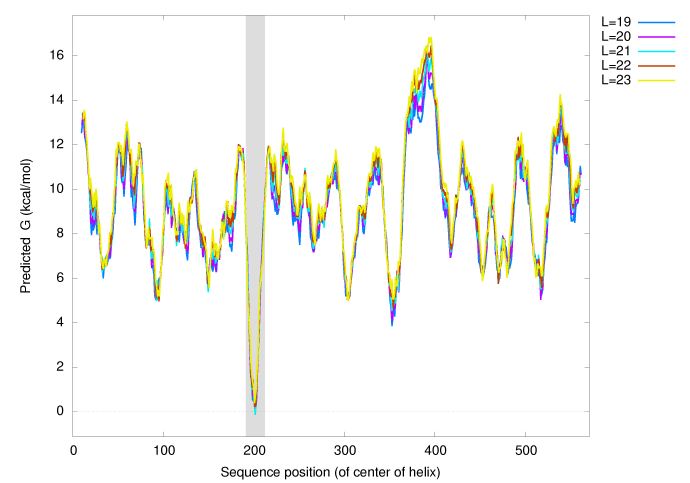 L=19
L=20
L=21
L=22
L=23
16
14
12
10
8
6
4
2
0
Predicted G (kcal/mol)
0 100 200 300 400 500
Sequence position (of center of helix)